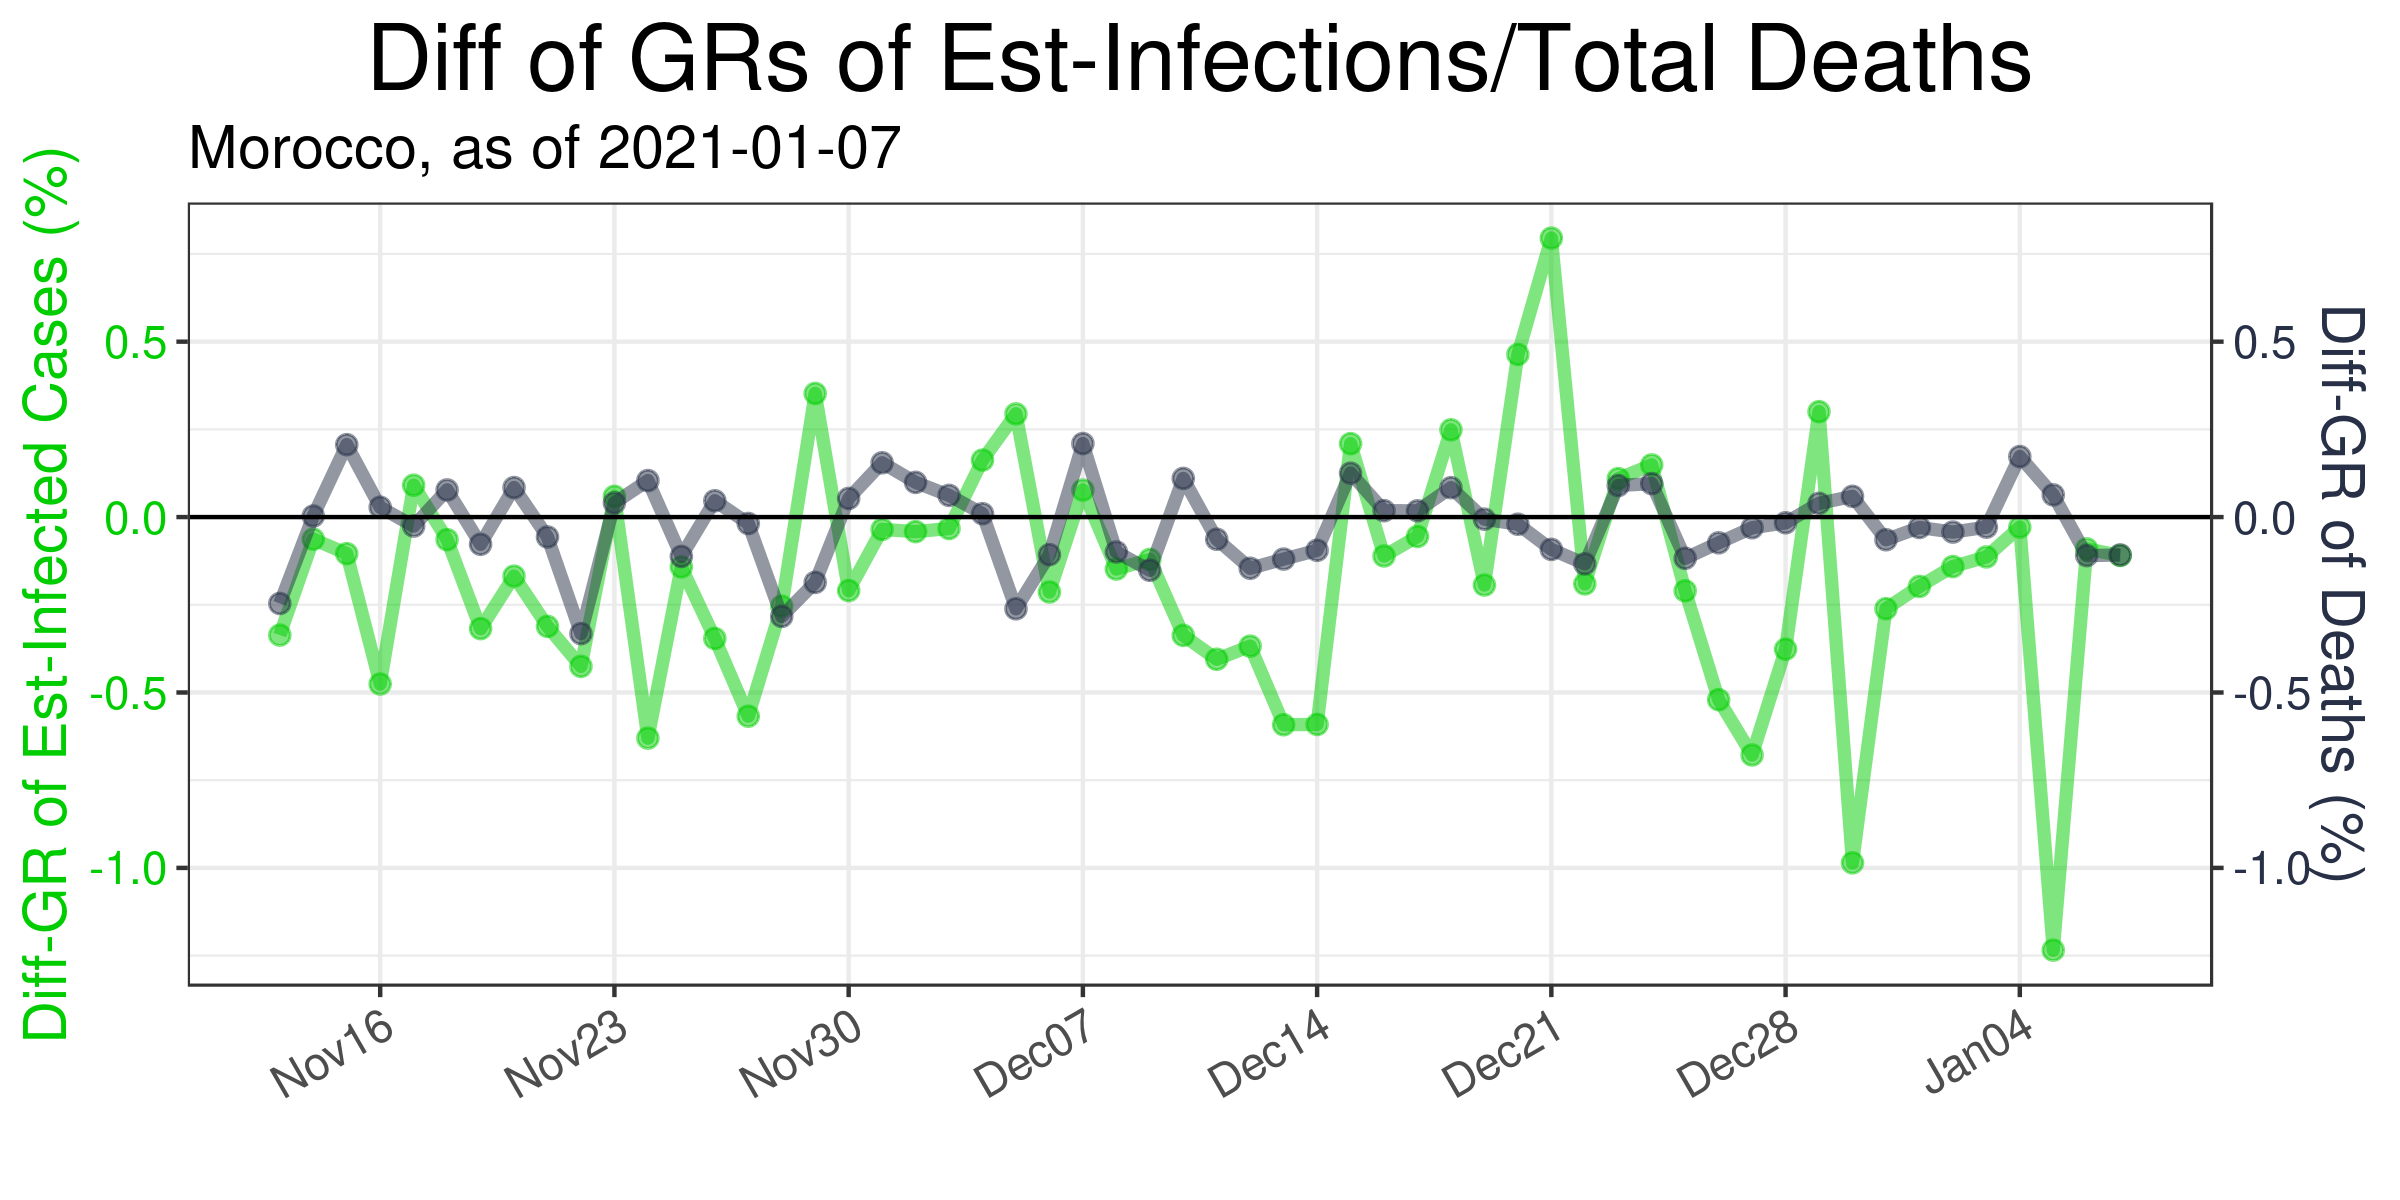 Diff of GRs of Est-Infections/Total Deaths
Morocco, as of 2021-01-07
Diff-GR of Est-Infected Cases (%)
0.5
0.0
-0.5
-1.0
0.5
0.0
-0.5
-1.0
Diff-GR of Deaths (%)
Nov16
Nov23
Nov30
Dec07
Dec14
Dec21
Dec28
Jan04